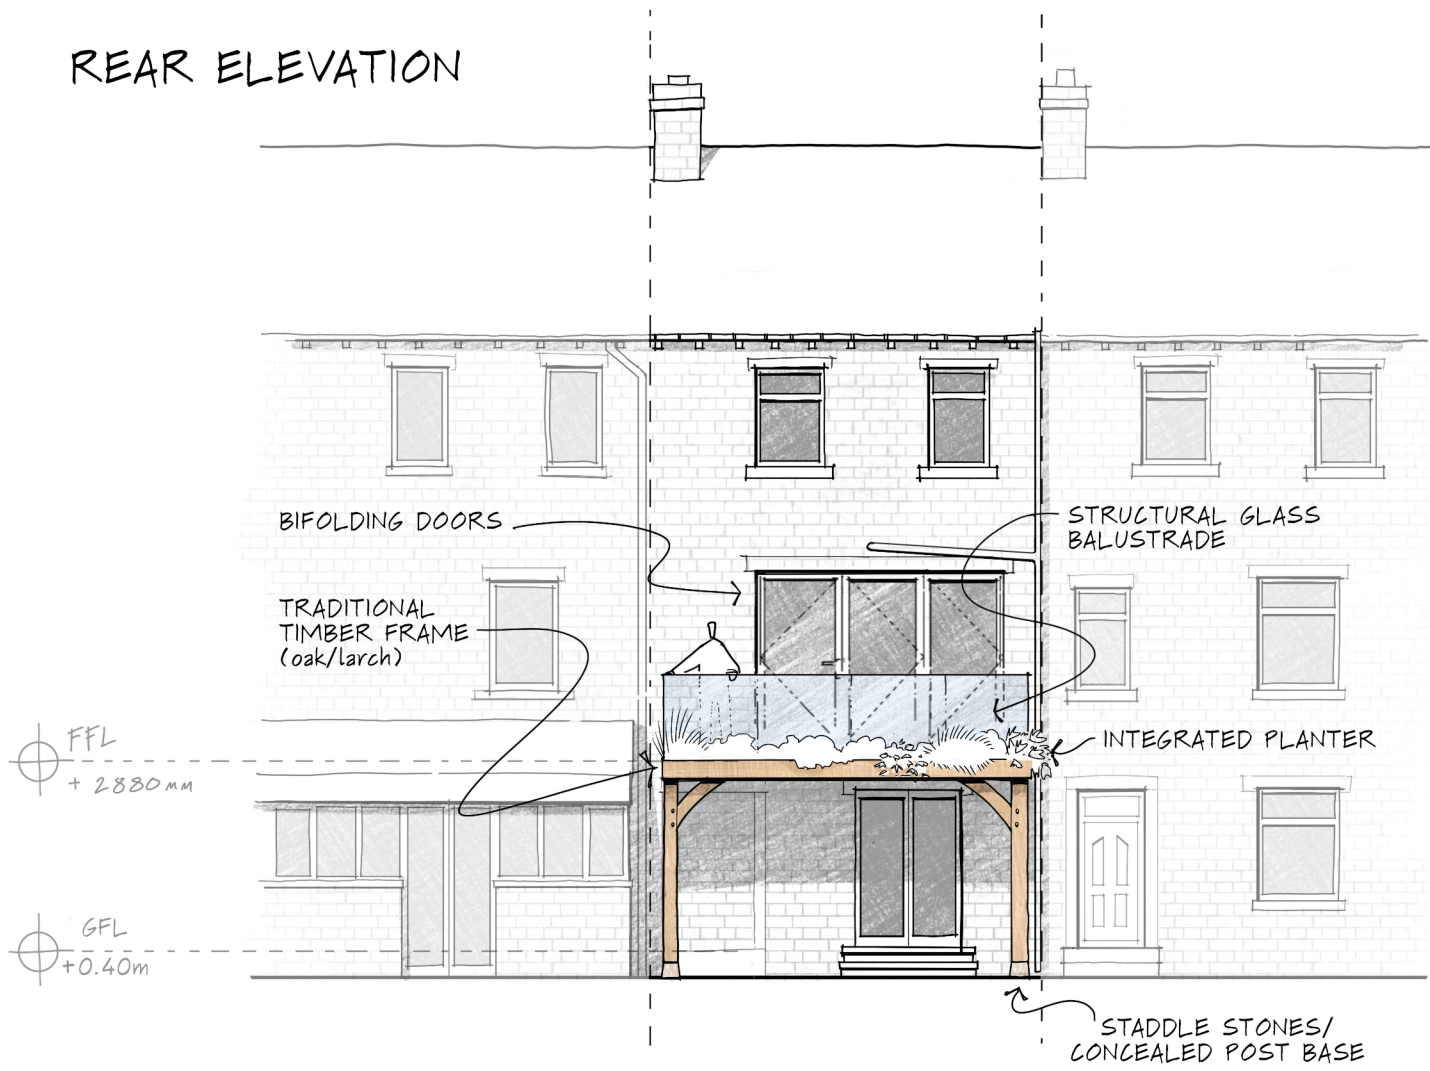 REAR ELEVATION
BIFOLDING DOORS
STRUCTURAL GLASS
BALUSTRADE
TRADITIONAL
TIMBER FRAME
(oak/larch)
FFL
+ 2880mm
INTEGRATED PLANTER
GFL
+0.40m
STADDLE STONES/
CONCEALED POST BASE